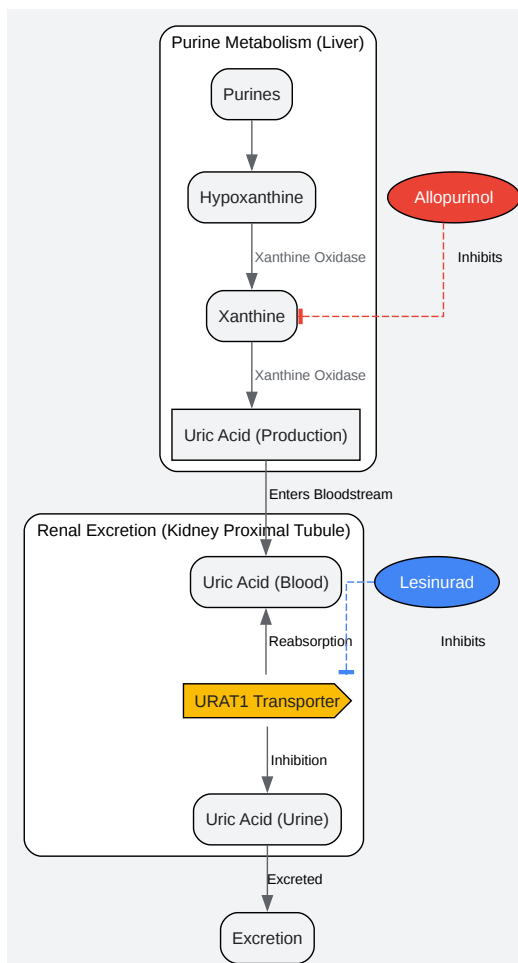 Purine Metabolism (Liver)
Purines
Hypoxanthine
Allopurinol
Xanthine Oxidase
Inhibits
Xanthine
Xanthine Oxidase
Uric Acid (Production)
Enters Bloodstream
Renal Excretion (Kidney Proximal Tubule)
Uric Acid (Blood)
Lesinurad
Reabsorption
Inhibits
URAT1 Transporter
Inhibition
Uric Acid (Urine)
Excreted
Excretion